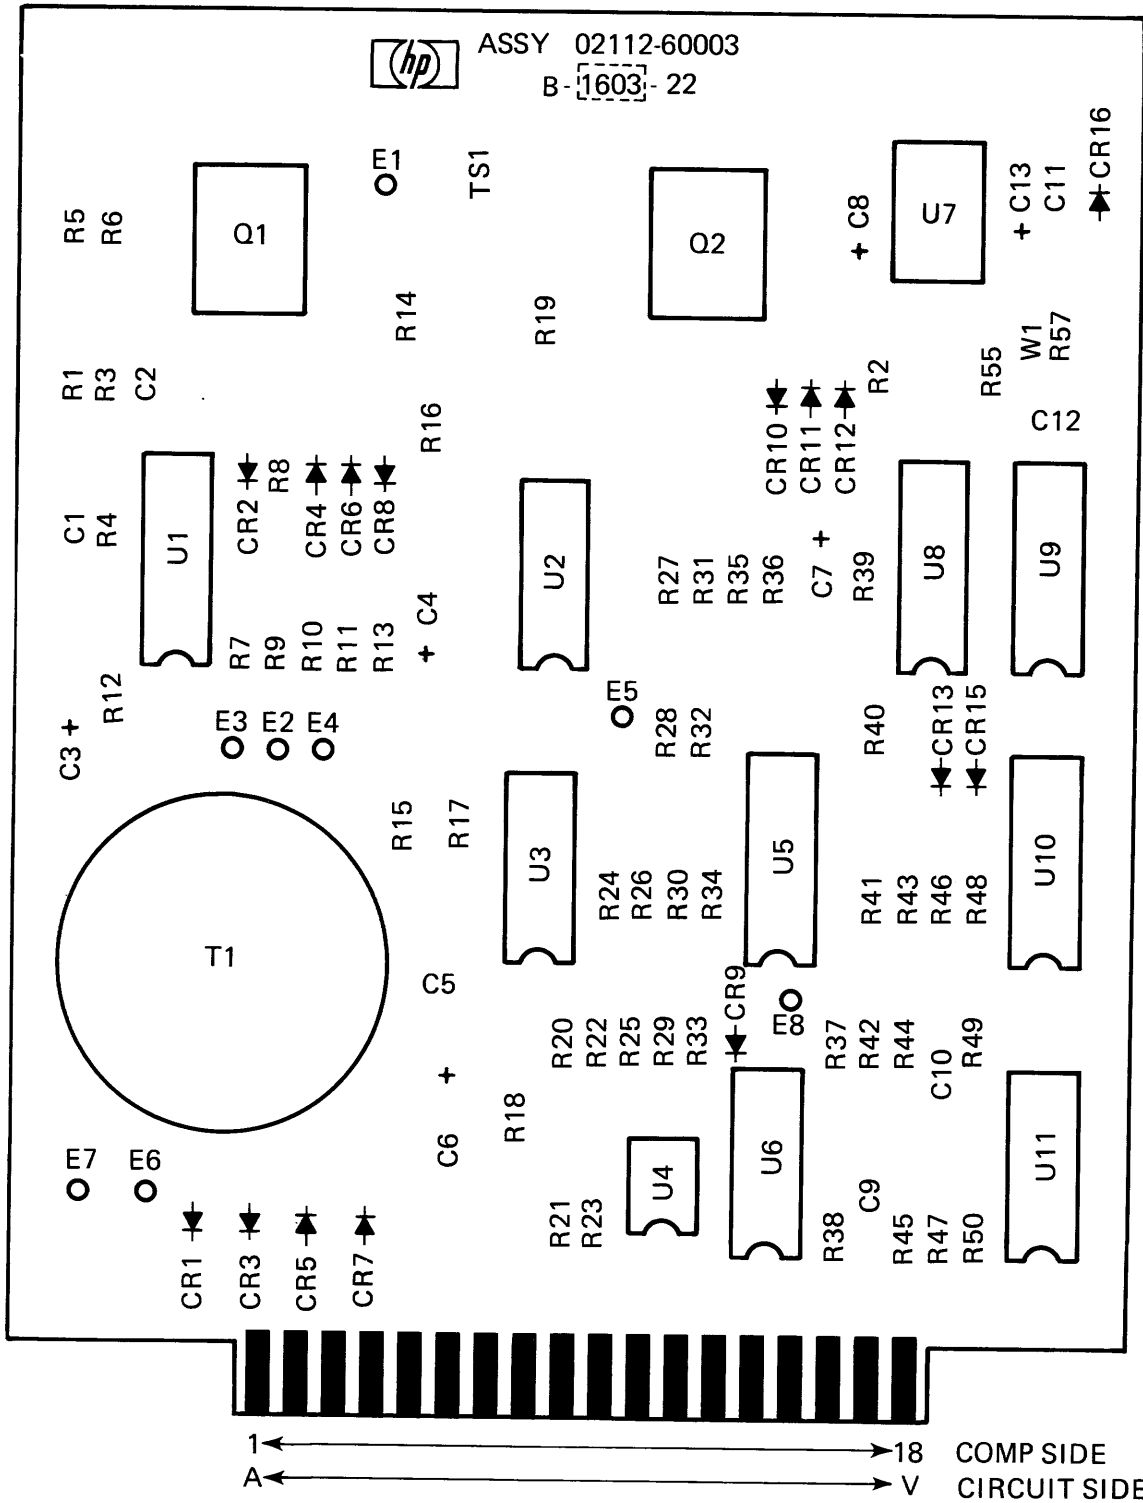 hp
ASSY 02112-60003
B-1603-22
E1
TS1
CR16
+ C13
C11
+ C8
U7
R5
R6
Q1
Q2
R14
R19
W1
R57
R55
R2
R1
R3
C2
R16
C12
CR10
CR11
CR12
C1
R4
U1
CR2
R8
CR4
CR6
CR8
U2
R27
R31
R35
R36
C7 +
R39
U8
U9
R7
R9
R10
R11
R13
+ C4
R12
C3 +
E3
E2
E4
E5
R28
R32
R40
CR13
CR15
R15
R17
U3
R24
R26
R30
R34
U5
R41
R43
R46
R48
U10
T1
C5
CR9
E8
R20
R22
R25
R29
R33
R37
R42
R44
C10
R49
C6 +
R18
U4
U6
U11
E7
E6
R21
R23
R38
C9
R45
R47
R50
CR1
CR3
CR5
CR7
1 18 COMP SIDE
A V CIRCUIT SIDE